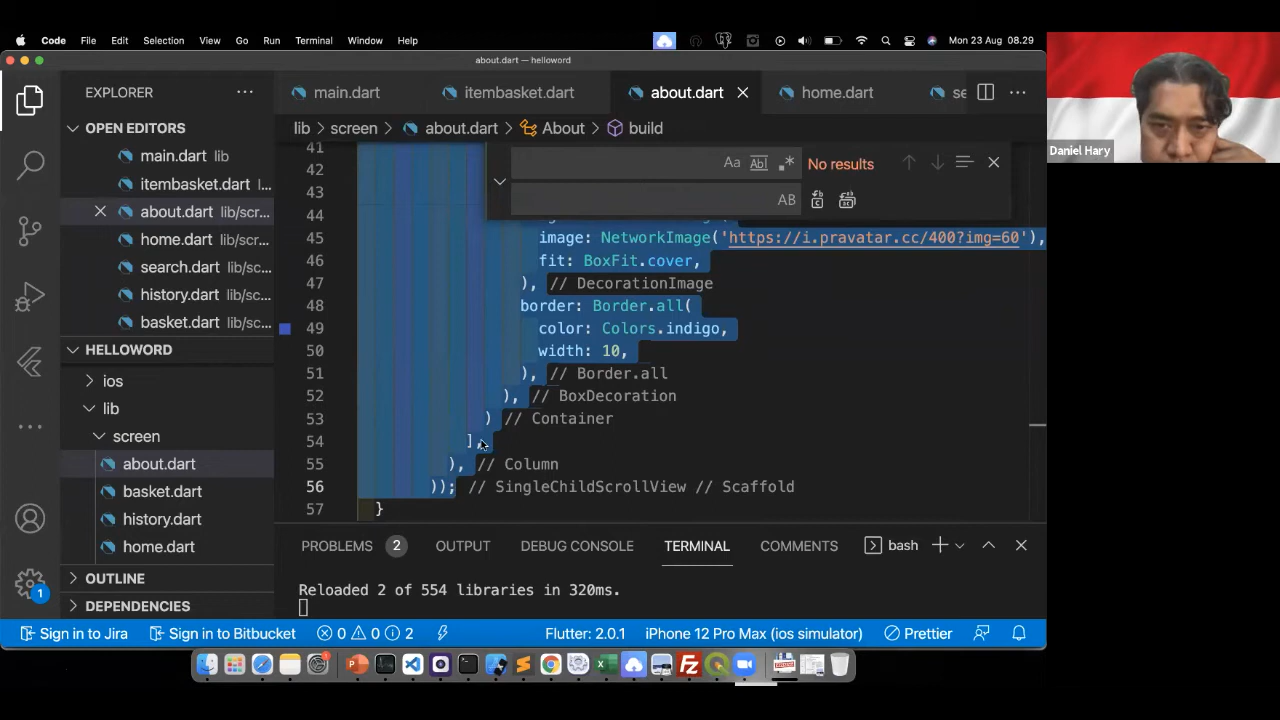 Code File Edit Selection View Go Run Terminal Window Help
Mon 23 Aug 08.29
about.dart — helloword
EXPLORER
OPEN EDITORS
main.dart lib
itembasket.dart l...
about.dart lib/scr...
home.dart lib/scr...
search.dart lib/sc...
history.dart lib/sc...
basket.dart lib/sc...
HELLOWORD
ios
lib
screen
about.dart
basket.dart
history.dart
home.dart
OUTLINE
DEPENDENCIES
1
main.dart itembasket.dart about.dart home.dart se
lib screen about.dart About build
Aa Abl .* No results
AB
41
42
43
44
45 image: NetworkImage('https://i.pravatar.cc/400?img=60'),
46 fit: BoxFit.cover,
47 ), // DecorationImage
48 border: Border.all(
49 color: Colors.indigo,
50 width: 10,
51 ), // Border.all
52 ), // BoxDecoration
53 ) // Container
54 ],
55 ), // Column
56 )); // SingleChildScrollView // Scaffold
57 }
PROBLEMS 2 OUTPUT DEBUG CONSOLE TERMINAL COMMENTS bash
Reloaded 2 of 554 libraries in 320ms.
Sign in to Jira Sign in to Bitbucket 0 0 2 Flutter: 2.0.1 iPhone 12 Pro Max (ios simulator) Prettier
Daniel Hary